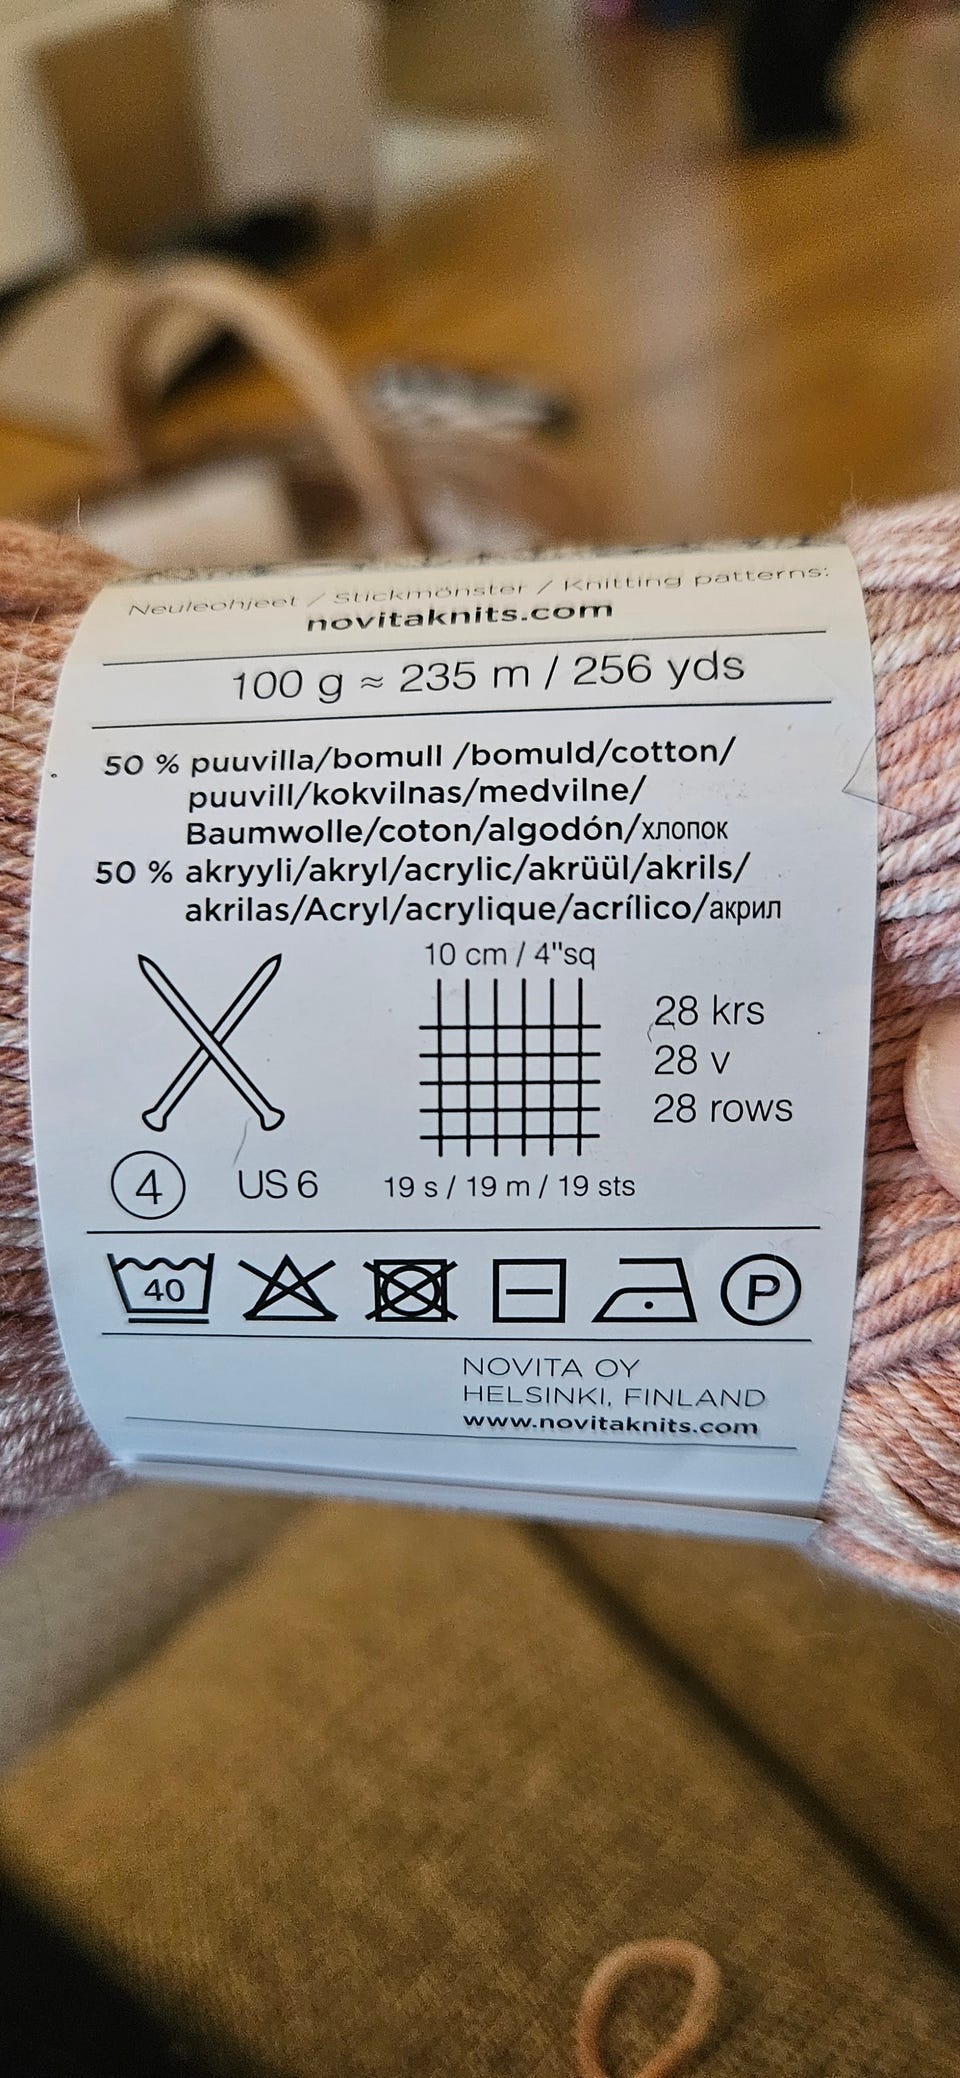 Neuleohjeet / Stickmönster / Knitting patterns:
novitaknits.com
100 g ≈ 235 m / 256 yds
50 % puuvilla/bomull /bomuld/cotton/
puuvill/kokvilnas/medvilne/
Baumwolle/coton/algodón/хлопок
50 % akryyli/akryl/acrylic/akrüül/akrils/
akrilas/Acryl/acrylique/acrílico/акрил
10 cm / 4"sq
28 krs
28 v
28 rows
4 US 6
19 s / 19 m / 19 sts
40
P
NOVITA OY
HELSINKI, FINLAND
www.novitaknits.com